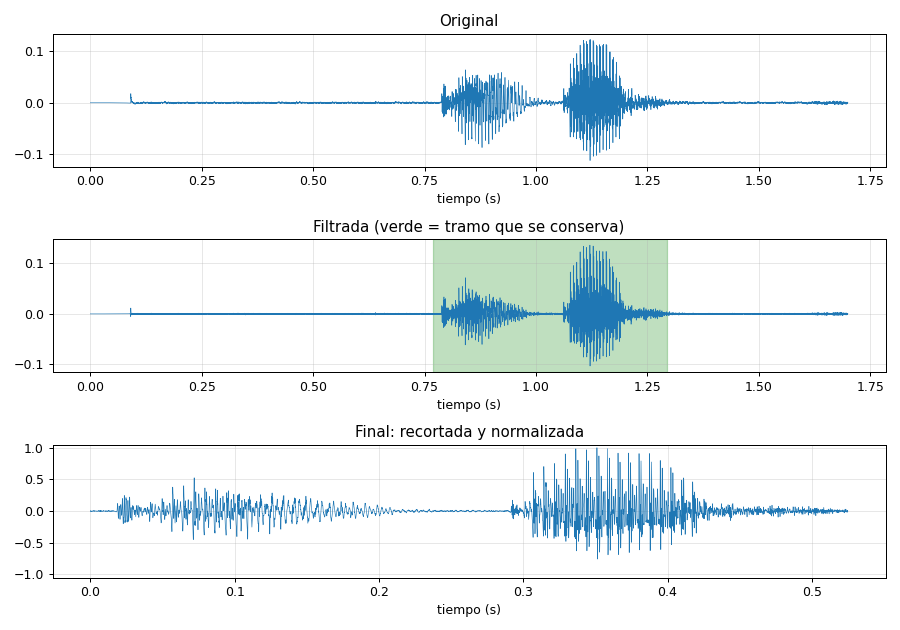 Original
0.1
0.0
−0.1
0.00 0.25 0.50 0.75 1.00 1.25 1.50 1.75
tiempo (s)
Filtrada (verde = tramo que se conserva)
0.1
0.0
−0.1
0.00 0.25 0.50 0.75 1.00 1.25 1.50 1.75
tiempo (s)
Final: recortada y normalizada
1.0
0.5
0.0
−0.5
−1.0
0.0 0.1 0.2 0.3 0.4 0.5
tiempo (s)